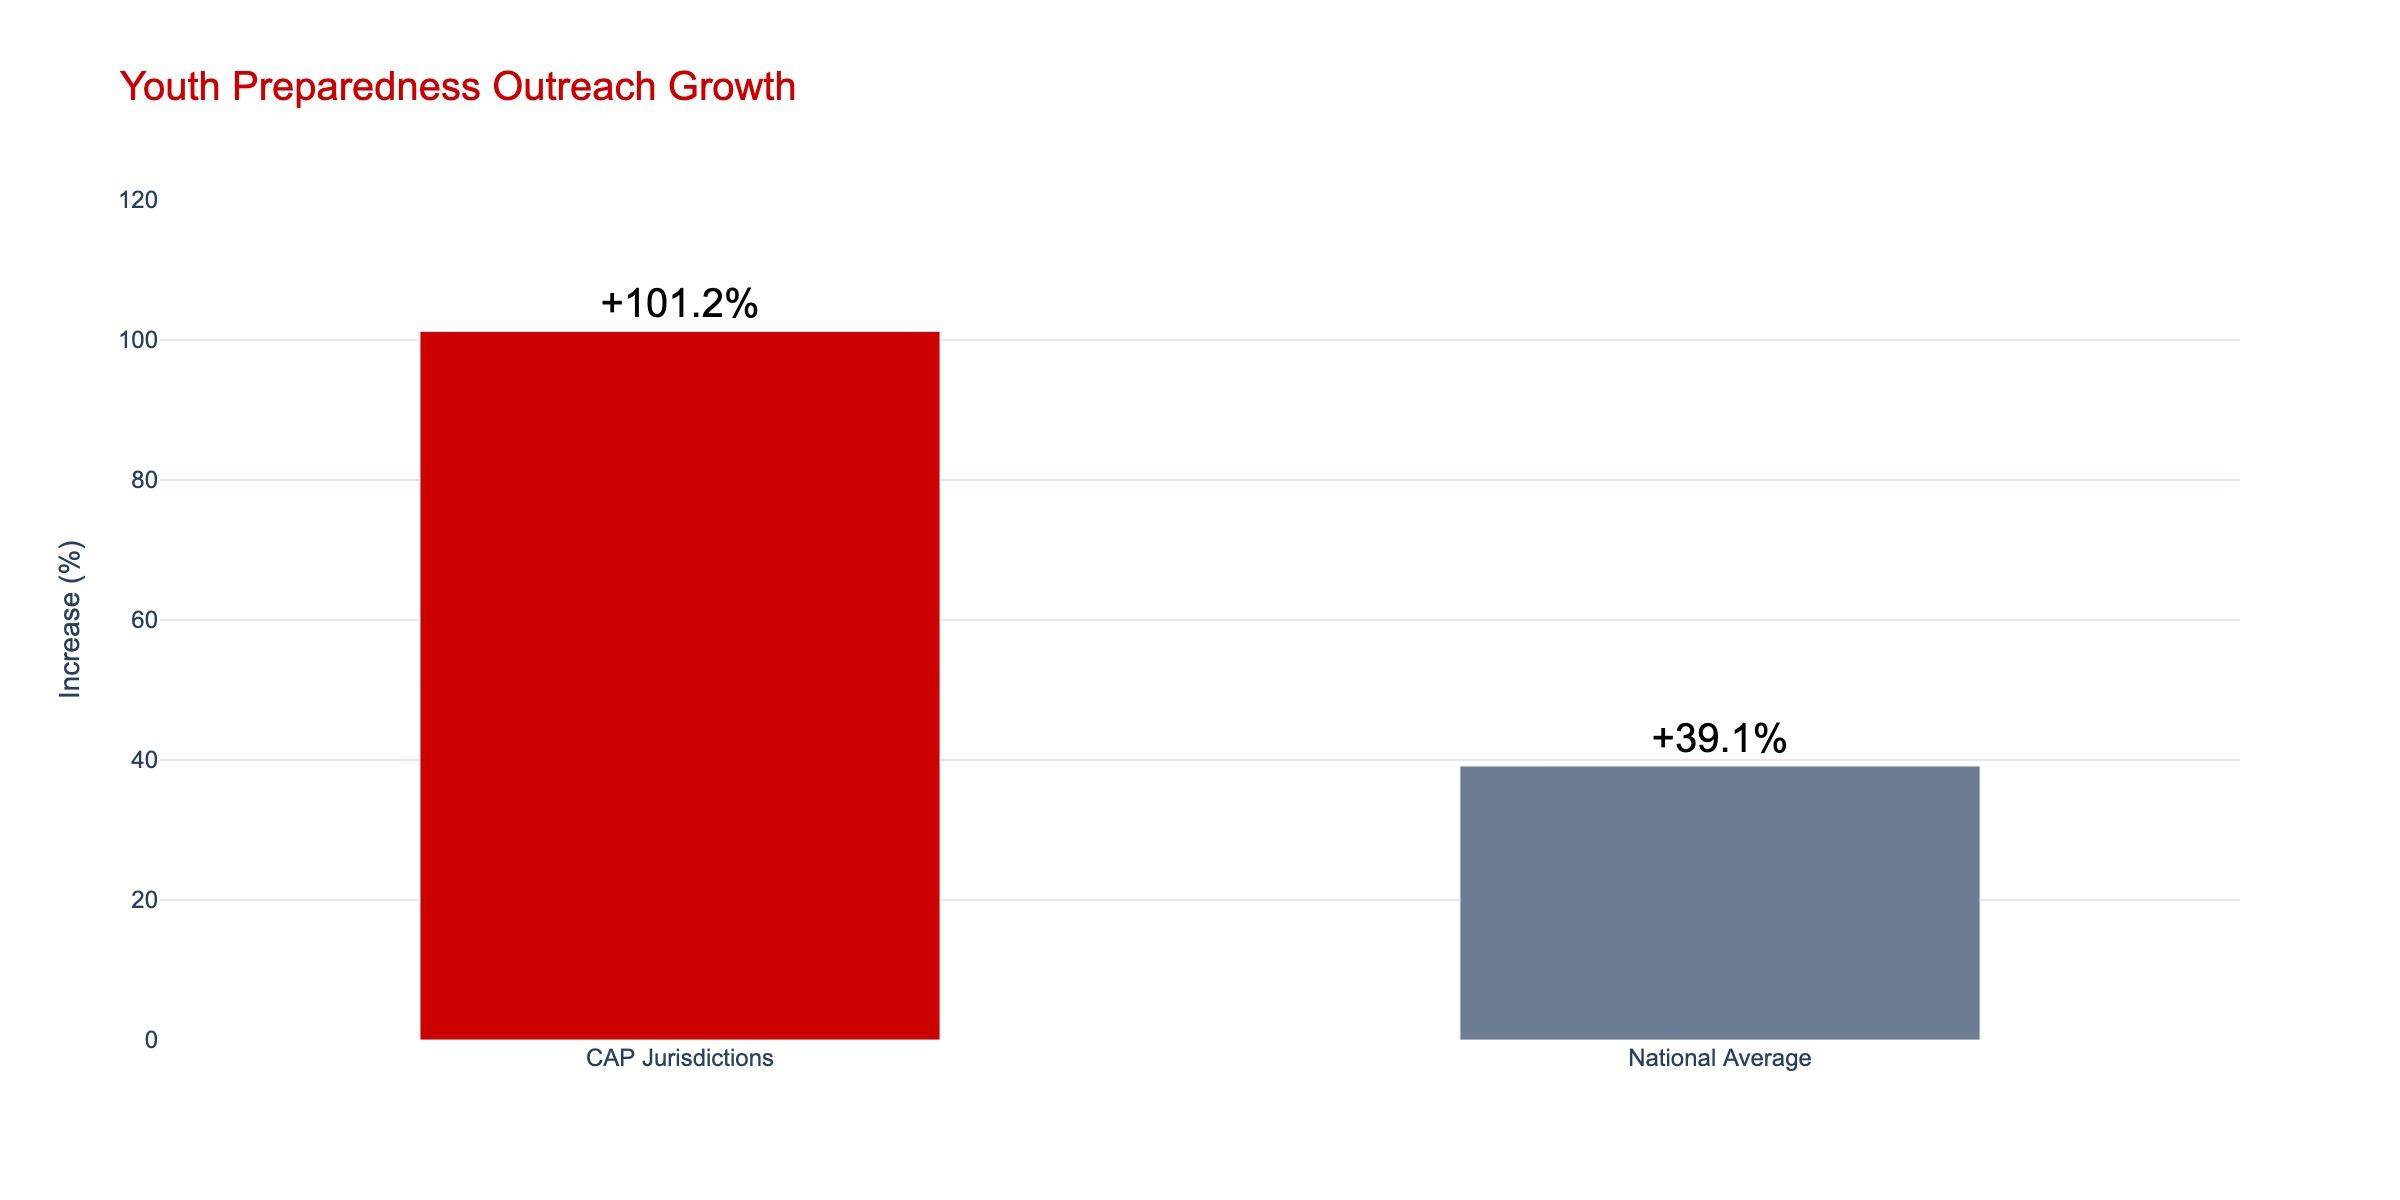 Youth Preparedness Outreach Growth
120
100
80
60
40
20
0
Increase (%)
+101.2%
+39.1%
CAP Jurisdictions
National Average